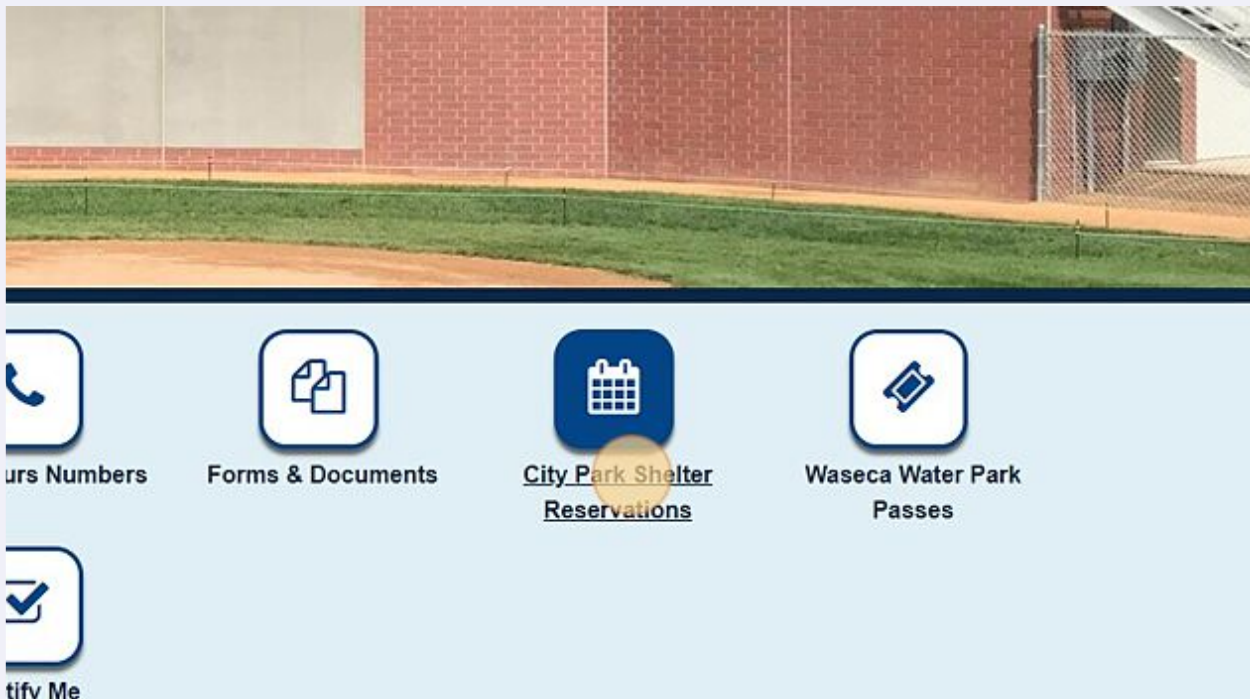 urs Numbers
Forms & Documents
City Park Shelter
Reservations
Waseca Water Park
Passes
tify Me